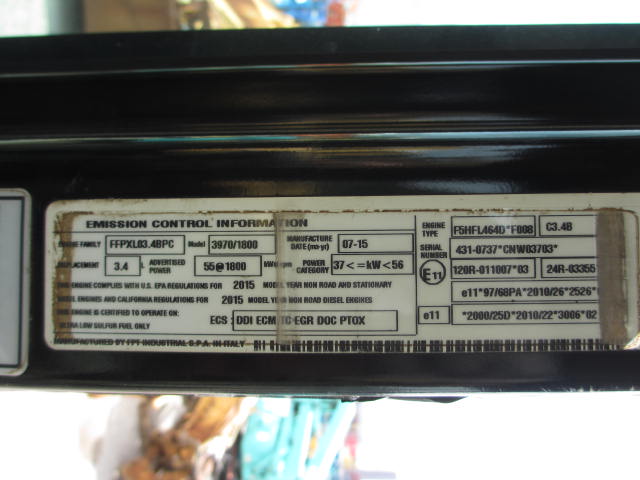 EMISSION CONTROL INFORMATION
ENGINE FAMILY FFPXL03.4BPC Model 3970/1800 MANUFACTURE DATE(mm-yr) 07-15
DISPLACEMENT 3.4 ADVERTISED POWER 55@1800 kW@rpm POWER CATEGORY 37<=kW<56
THIS ENGINE COMPLIES WITH U.S. EPA REGULATIONS FOR 2015 MODEL YEAR NON ROAD AND STATIONARY
DIESEL ENGINES AND CALIFORNIA REGULATIONS FOR 2015 MODEL YEAR NON ROAD DIESEL ENGINES
THIS ENGINE IS CERTIFIED TO OPERATE ON:
ULTRA LOW SULFUR FUEL ONLY
ECS : DDI ECM TC EGR DOC PTOX
MANUFACTURED BY FPT INDUSTRIAL S.P.A. IN ITALY
ENGINE TYPE F5HFL464D*F008 C3.4B
SERIAL NUMBER 431-0737*CNW03703*
E11 120R-011007*03 24R-03355
e11*97/68PA*2010/26*2526*
e11 *2000/25D*2010/22*3006*02